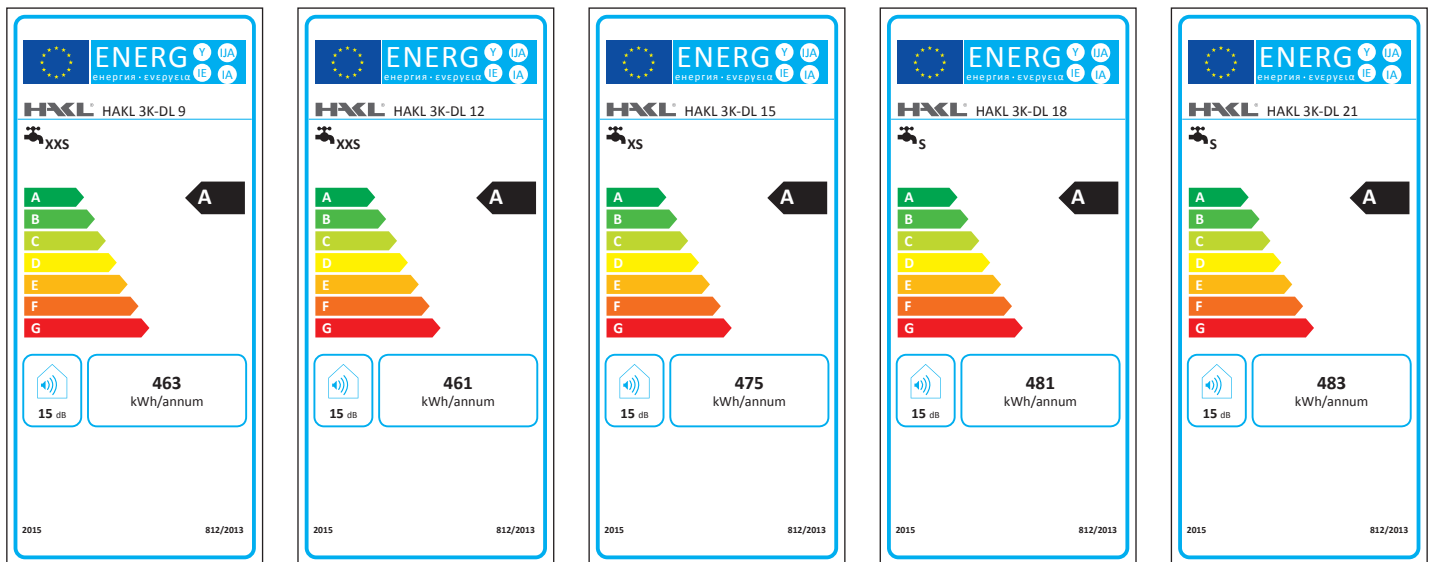 ENERG Y IJA IE IA
енергия · ενεργεια
HAKL® HAKL 3K-DL 9
XXS
A A
B
C
D
E
F
G
463
kWh/annum
15 dB
2015 812/2013
ENERG Y IJA IE IA
енергия · ενεργεια
HAKL® HAKL 3K-DL 12
XXS
A A
B
C
D
E
F
G
461
kWh/annum
15 dB
2015 812/2013
ENERG Y IJA IE IA
енергия · ενεργεια
HAKL® HAKL 3K-DL 15
XS
A A
B
C
D
E
F
G
475
kWh/annum
15 dB
2015 812/2013
ENERG Y IJA IE IA
енергия · ενεργεια
HAKL® HAKL 3K-DL 18
S
A A
B
C
D
E
F
G
481
kWh/annum
15 dB
2015 812/2013
ENERG Y IJA IE IA
енергия · ενεργεια
HAKL® HAKL 3K-DL 21
S
A A
B
C
D
E
F
G
483
kWh/annum
15 dB
2015 812/2013